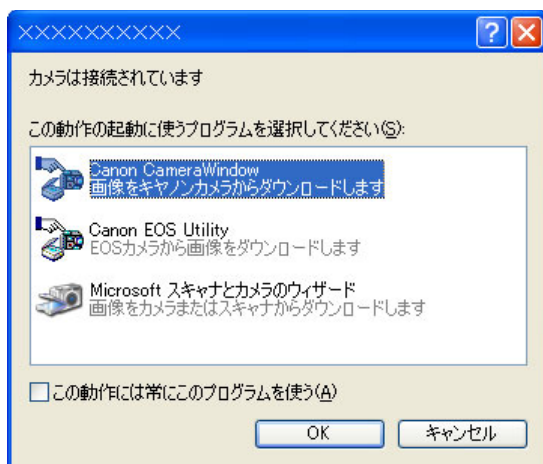 XXXXXXXXXX
カメラは接続されています
この動作の起動に使うプログラムを選択してください(S):
Canon CameraWindow
画像をキヤノンカメラからダウンロードします
Canon EOS Utility
EOSカメラから画像をダウンロードします
Microsoft スキャナとカメラのウィザード
画像をカメラまたはスキャナからダウンロードします
この動作には常にこのプログラムを使う(A)
OK キャンセル